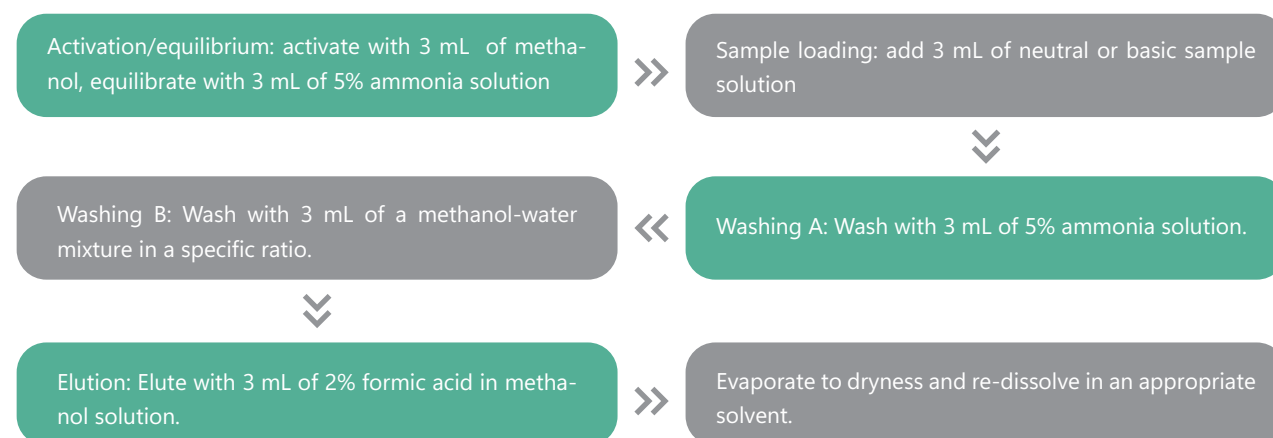 Activation/equilibrium: activate with 3 mL of metha-
nol, equilibrate with 3 mL of 5% ammonia solution
Sample loading: add 3 mL of neutral or basic sample
solution
Washing A: Wash with 3 mL of 5% ammonia solution.
Washing B: Wash with 3 mL of a methanol-water
mixture in a specific ratio.
Elution: Elute with 3 mL of 2% formic acid in metha-
nol solution.
Evaporate to dryness and re-dissolve in an appropriate
solvent.